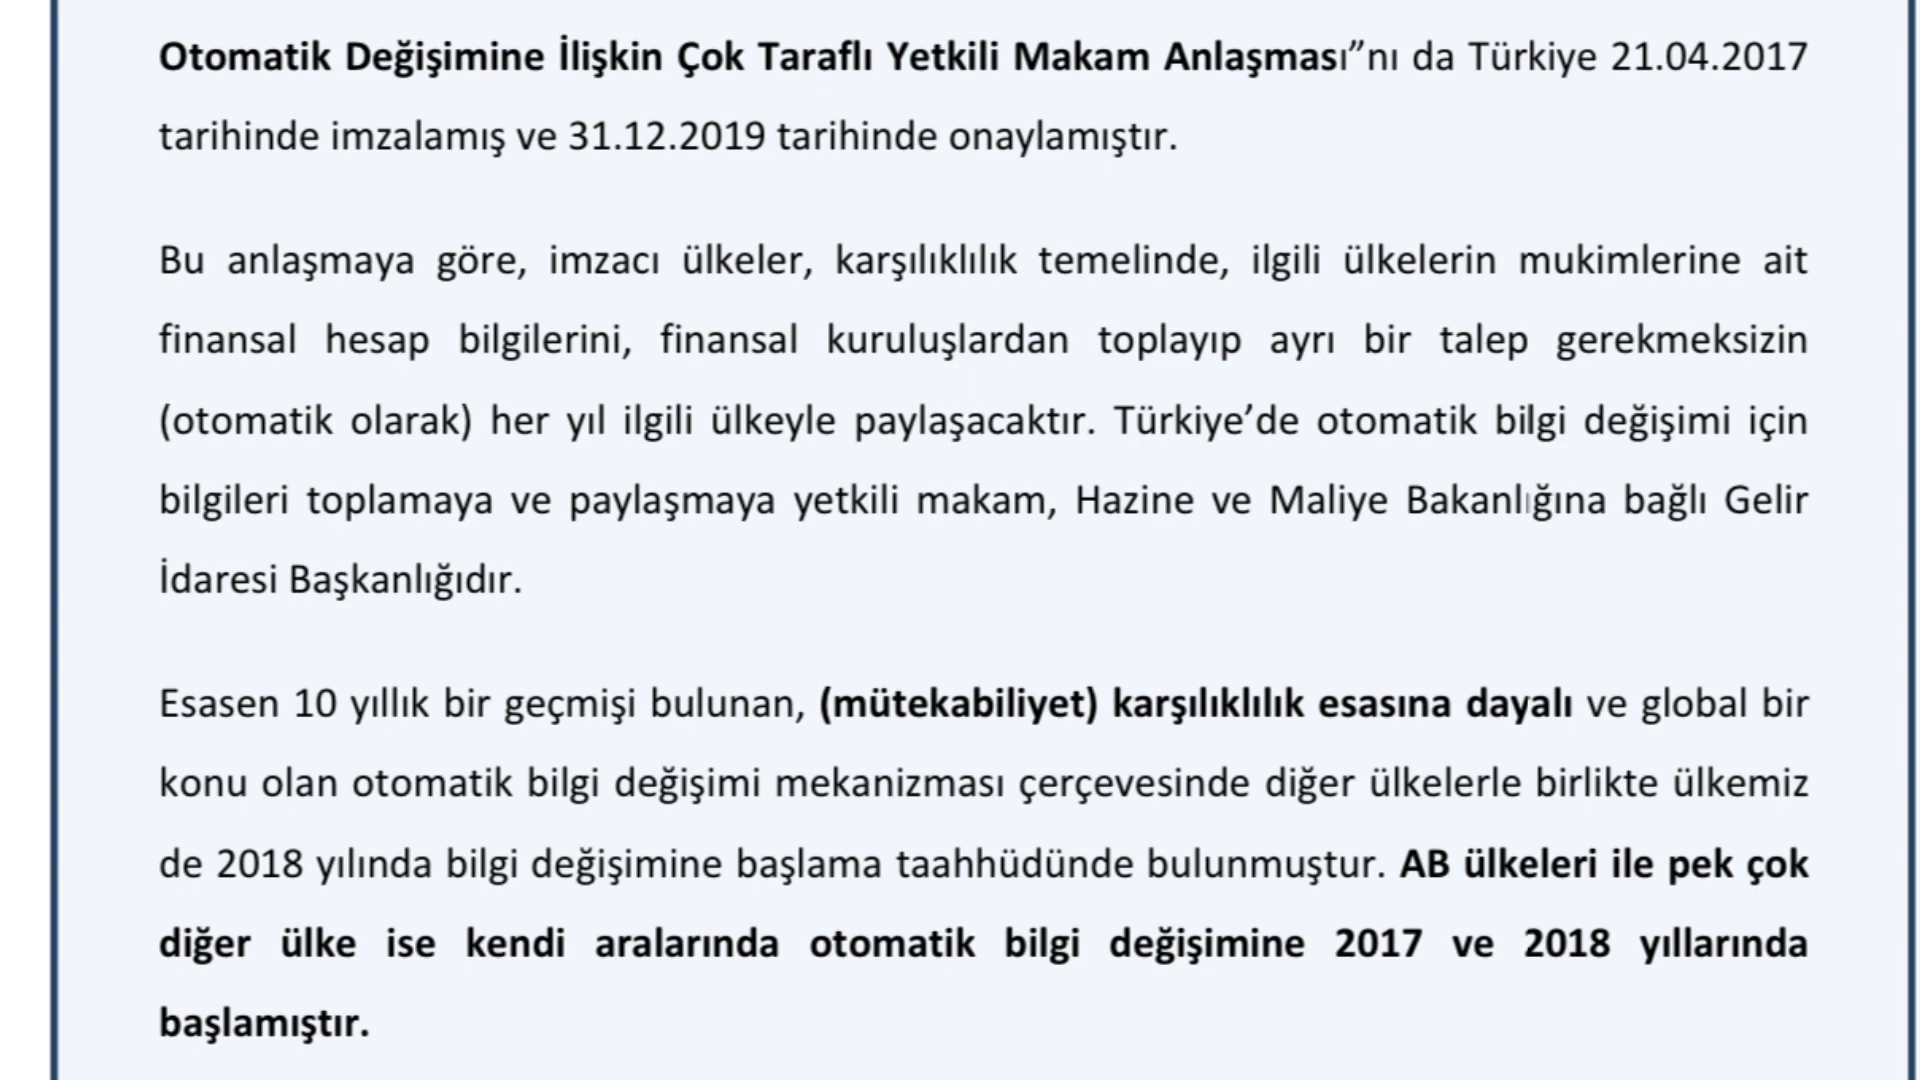 Otomatik Değişimine İlişkin Çok Taraflı Yetkili Makam Anlaşması”nı da Türkiye 21.04.2017
tarihinde imzalamış ve 31.12.2019 tarihinde onaylamıştır.
Bu anlaşmaya göre, imzacı ülkeler, karşılıklılık temelinde, ilgili ülkelerin mukimlerine ait
finansal hesap bilgilerini, finansal kuruluşlardan toplayıp ayrı bir talep gerekmeksizin
(otomatik olarak) her yıl ilgili ülkeyle paylaşacaktır. Türkiye’de otomatik bilgi değişimi için
bilgileri toplamaya ve paylaşmaya yetkili makam, Hazine ve Maliye Bakanlığına bağlı Gelir
İdaresi Başkanlığıdır.
Esasen 10 yıllık bir geçmişi bulunan, (mütekabiliyet) karşılıklılık esasına dayalı ve global bir
konu olan otomatik bilgi değişimi mekanizması çerçevesinde diğer ülkelerle birlikte ülkemiz
de 2018 yılında bilgi değişimine başlama taahhüdünde bulunmuştur. AB ülkeleri ile pek çok
diğer ülke ise kendi aralarında otomatik bilgi değişimine 2017 ve 2018 yıllarında
başlamıştır.